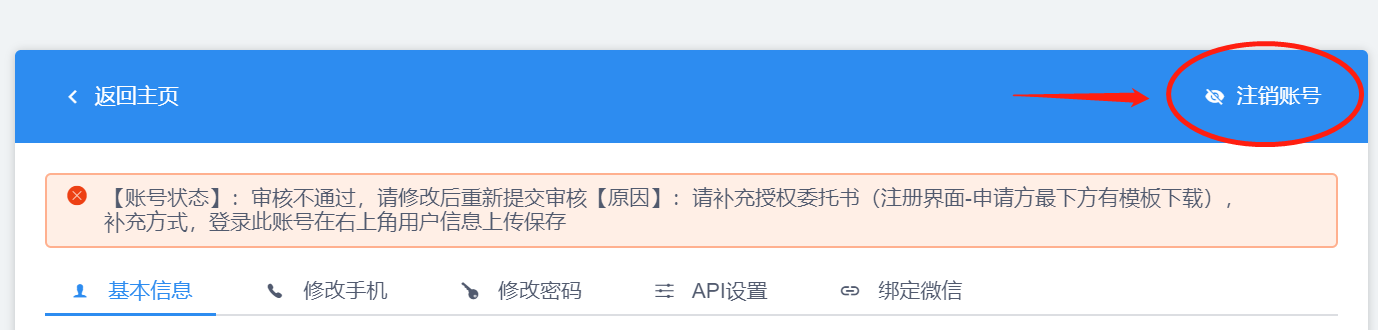 返回主页
注销账号
【账号状态】：审核不通过，请修改后重新提交审核【原因】：请补充授权委托书（注册界面-申请方最下方有模板下载），
补充方式，登录此账号在右上角用户信息上传保存
基本信息 修改手机 修改密码 API设置 绑定微信